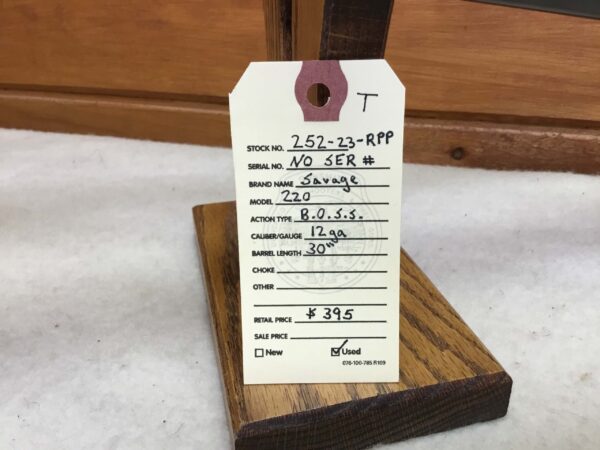 T
STOCK NO. 252-23-RPP
SERIAL NO. NO SER #
BRAND NAME Savage
MODEL 220
ACTION TYPE B.O.S.S.
CALIBER/GAUGE 12ga
BARREL LENGTH 30"
CHOKE
OTHER
RETAIL PRICE $395
SALE PRICE
New Used
076-100-785 R109